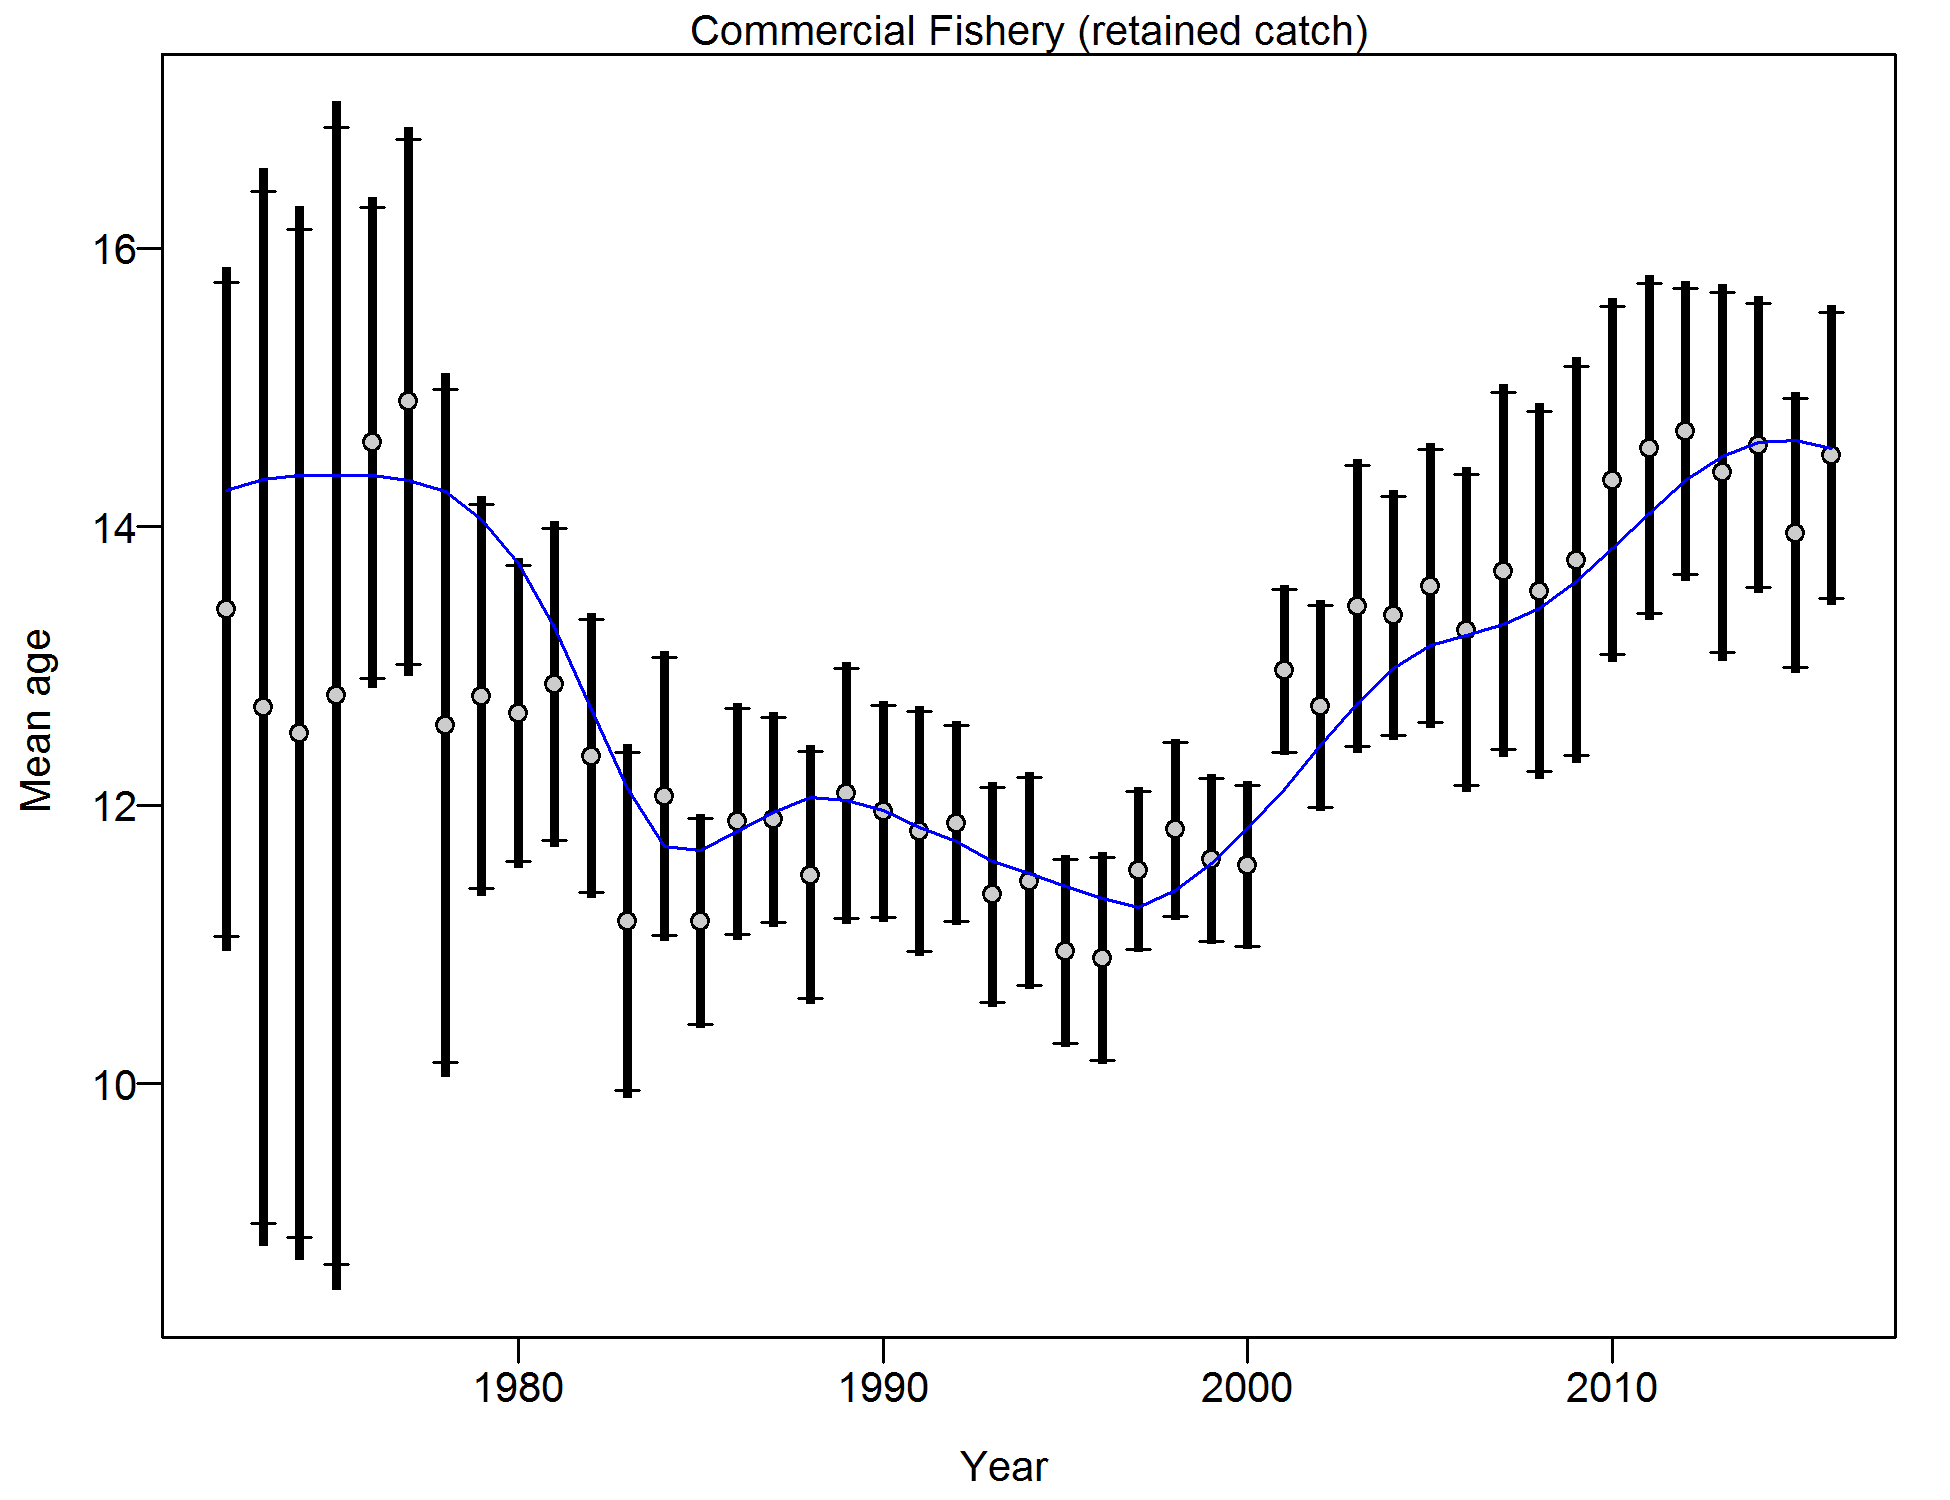 Commercial Fishery (retained catch)
16
14
12
10
Mean age
1980 1990 2000 2010
Year